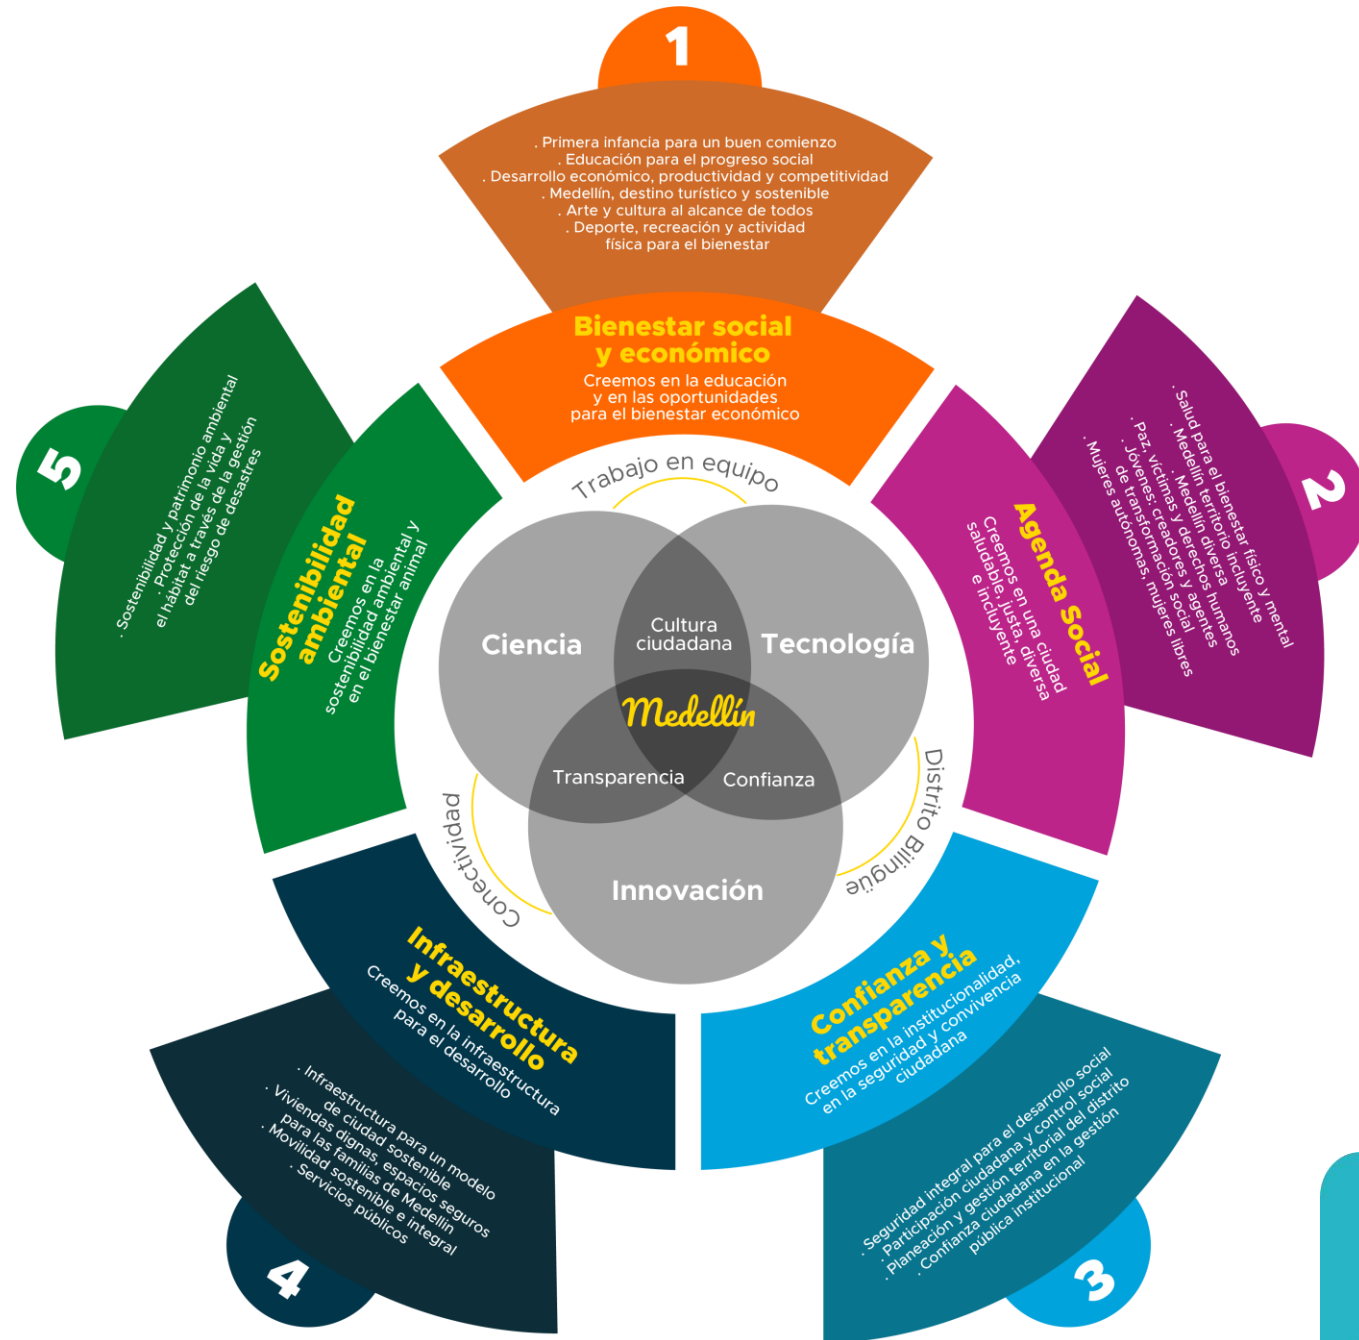 1
. Primera infancia para un buen comienzo
. Educación para el progreso social
. Desarrollo económico, productividad y competitividad
. Medellín, destino turístico y sostenible
. Arte y cultura al alcance de todos
. Deporte, recreación y actividad
física para el bienestar
Bienestar social
y económico
Creemos en la educación
y en las oportunidades
para el bienestar económico
2
. Salud para el bienestar físico y mental
. Medellín territorio incluyente
. Medellín diversa
. Paz, víctimas y derechos humanos
. Jóvenes: creadores y agentes
de transformación social
. Mujeres autónomas, mujeres libres
Agenda Social
Creemos en una ciudad
saludable, justa, diversa
e incluyente
3
. Seguridad integral para el desarrollo social
. Participación ciudadana y control social
. Planeación y gestión territorial del distrito
. Confianza ciudadana en la gestión
pública institucional
Confianza y
transparencia
Creemos en la institucionalidad,
en la seguridad y convivencia
ciudadana
4
. Infraestructura para un modelo
de ciudad sostenible
. Viviendas dignas, espacios seguros
para las familias de Medellín
. Movilidad sostenible e integral
. Servicios públicos
Infraestructura
y desarrollo
Creemos en la infraestructura
para el desarrollo
5
. Sostenibilidad y patrimonio ambiental
. Protección de la vida y
el hábitat a través de la gestión
del riesgo de desastres
Sostenibilidad
ambiental
Creemos en la
sostenibilidad ambiental y
en el bienestar animal
Trabajo en equipo
Distrito Bilingüe
Conectividad
Ciencia
Cultura
ciudadana
Tecnología
Medellín
Transparencia
Confianza
Innovación